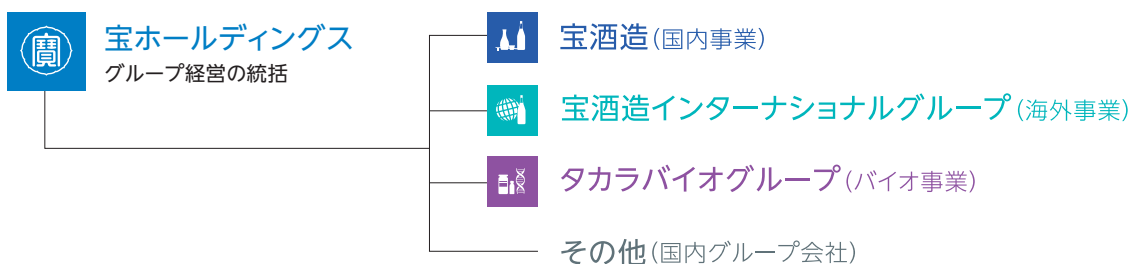 寶
宝ホールディングス
グループ経営の統括
宝酒造(国内事業)
宝酒造インターナショナルグループ(海外事業)
タカラバイオグループ(バイオ事業)
その他(国内グループ会社)